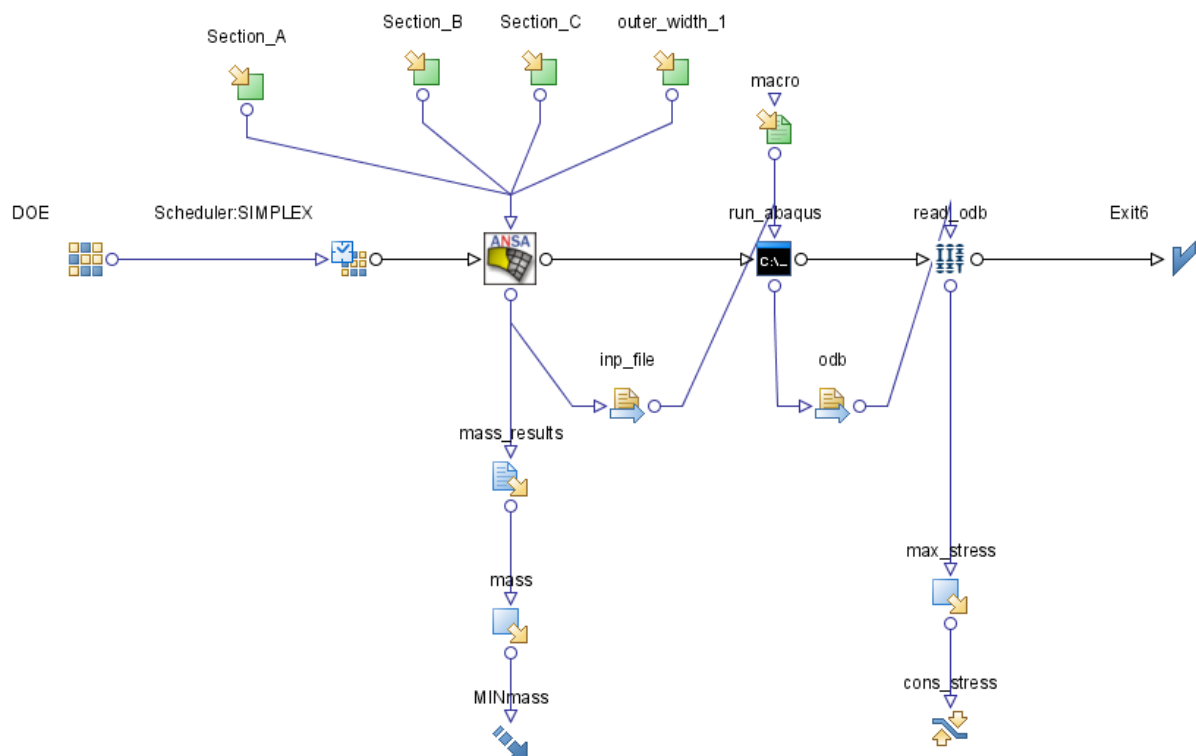 Section_A
Section_B
Section_C
outer_width_1
macro
DOE
Scheduler:SIMPLEX
ANSA
run_abaqus
C:\_
read_odb
Exit6
inp_file
odb
mass_results
max_stress
mass
cons_stress
MINmass